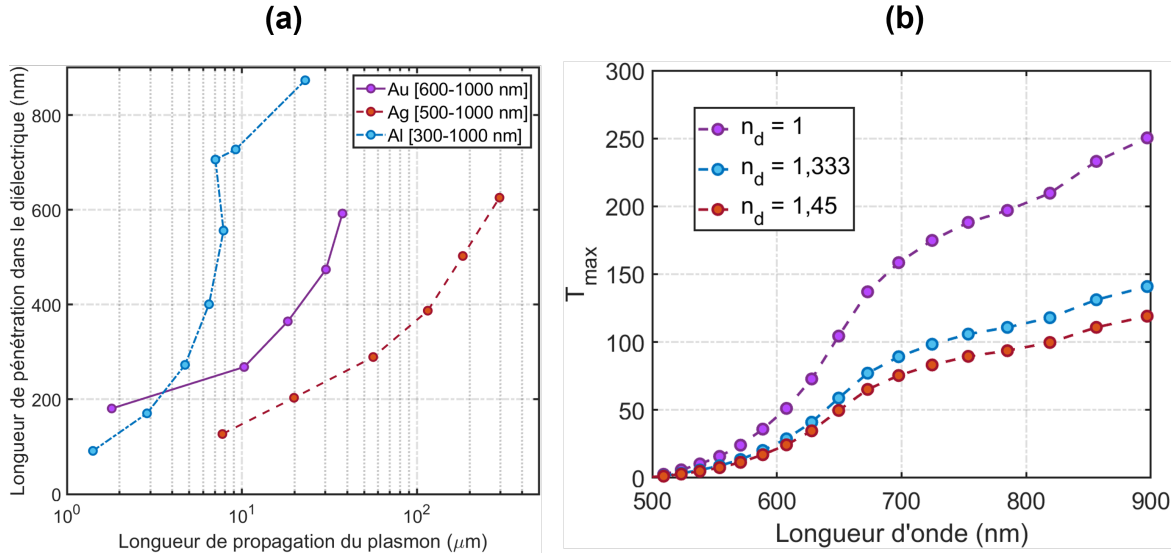 (a)
Longueur de pénétration dans le diélectrique (nm)
800
600
400
200
0
10^0
10^1
10^2
Longueur de propagation du plasmon (μm)
Au [600-1000 nm]
Ag [500-1000 nm]
Al [300-1000 nm]
(b)
T_max
300
250
200
150
100
50
0
500
600
700
800
900
Longueur d'onde (nm)
n_d = 1
n_d = 1,333
n_d = 1,45